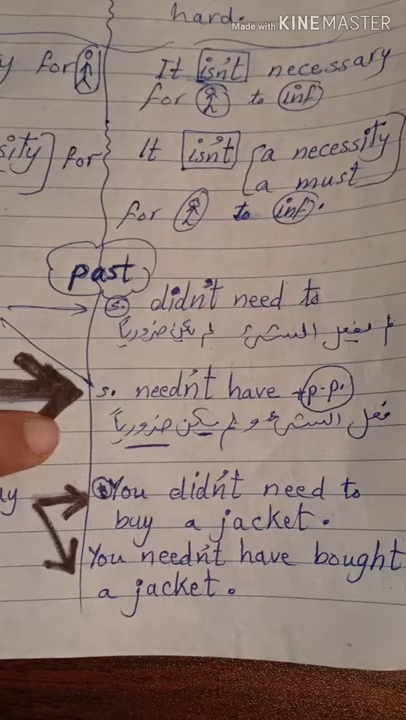 hard.
Made with KINEMASTER
y for
It isn't necessary
for to inf
sity] for
It isn't [a necessity
a must]
for to inf.
past
s. didn't need to
لم يفعل الشئ لم يكن ضرورياً
s. needn't have +p.p.
فعل الشئ و لم يكن ضرورياً
You didn't need to
buy a jacket.
ay
You needn't have bought
a jacket.